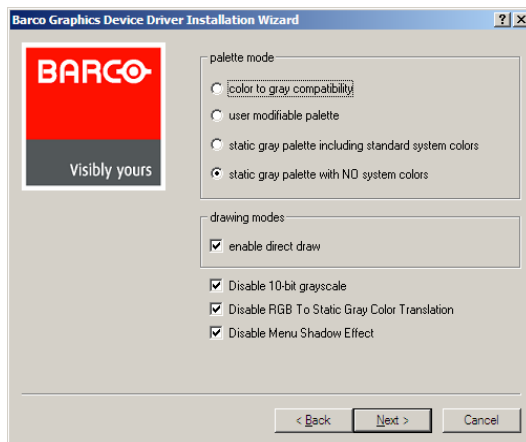 Barco Graphics Device Driver Installation Wizard
BARCO
Visibly yours
palette mode
color to gray compatibility
user modifiable palette
static gray palette including standard system colors
static gray palette with NO system colors
drawing modes
enable direct draw
Disable 10-bit grayscale
Disable RGB To Static Gray Color Translation
Disable Menu Shadow Effect
< Back
Next >
Cancel